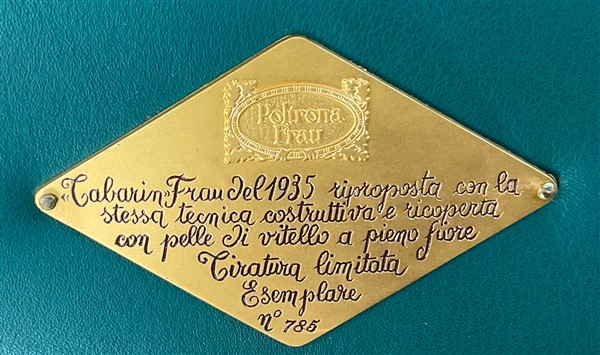 Poltrona
Frau
"Tabarin" Frau del 1935 riproposta con la
stessa tecnica costruttiva e ricoperta
con pelle di vitello a pieno fiore
Tiratura limitata
Esemplare
n° 785